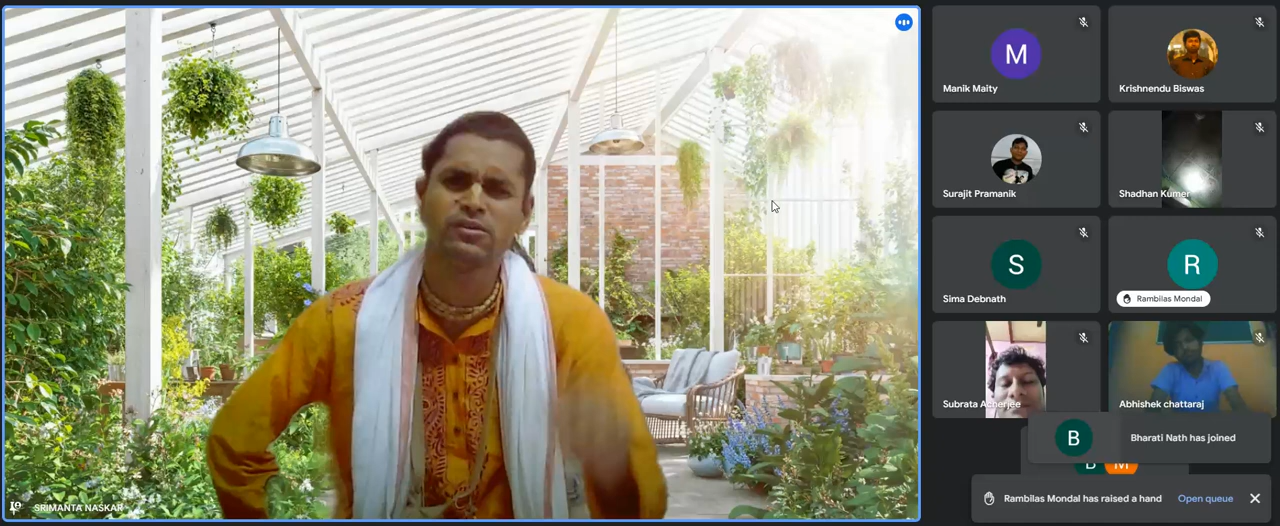 SRIMANTA NASKAR
M
Manik Maity
Krishnendu Biswas
Surajit Pramanik
Shadhan Kumer
S
Sima Debnath
R
Rambilas Mondal
Subrata Acherjee
Abhishek chattaraj
B
Bharati Nath has joined
B M
Rambilas Mondal has raised a hand
Open queue